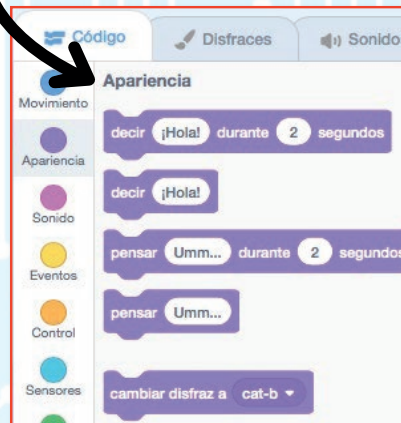 Código Disfraces Sonido
Movimiento
Apariencia
Sonido
Eventos
Control
Sensores
Apariencia
decir ¡Hola! durante 2 segundos
decir ¡Hola!
pensar Umm... durante 2 segundos
pensar Umm...
cambiar disfraz a cat-b